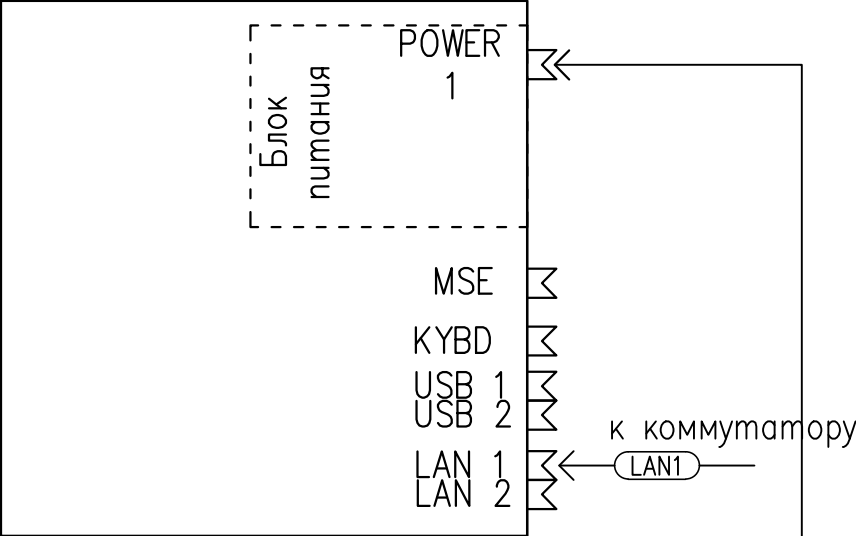 POWER
1
Блок
питания
MSE
KYBD
USB 1
USB 2
к коммутатору
LAN 1
LAN1
LAN 2